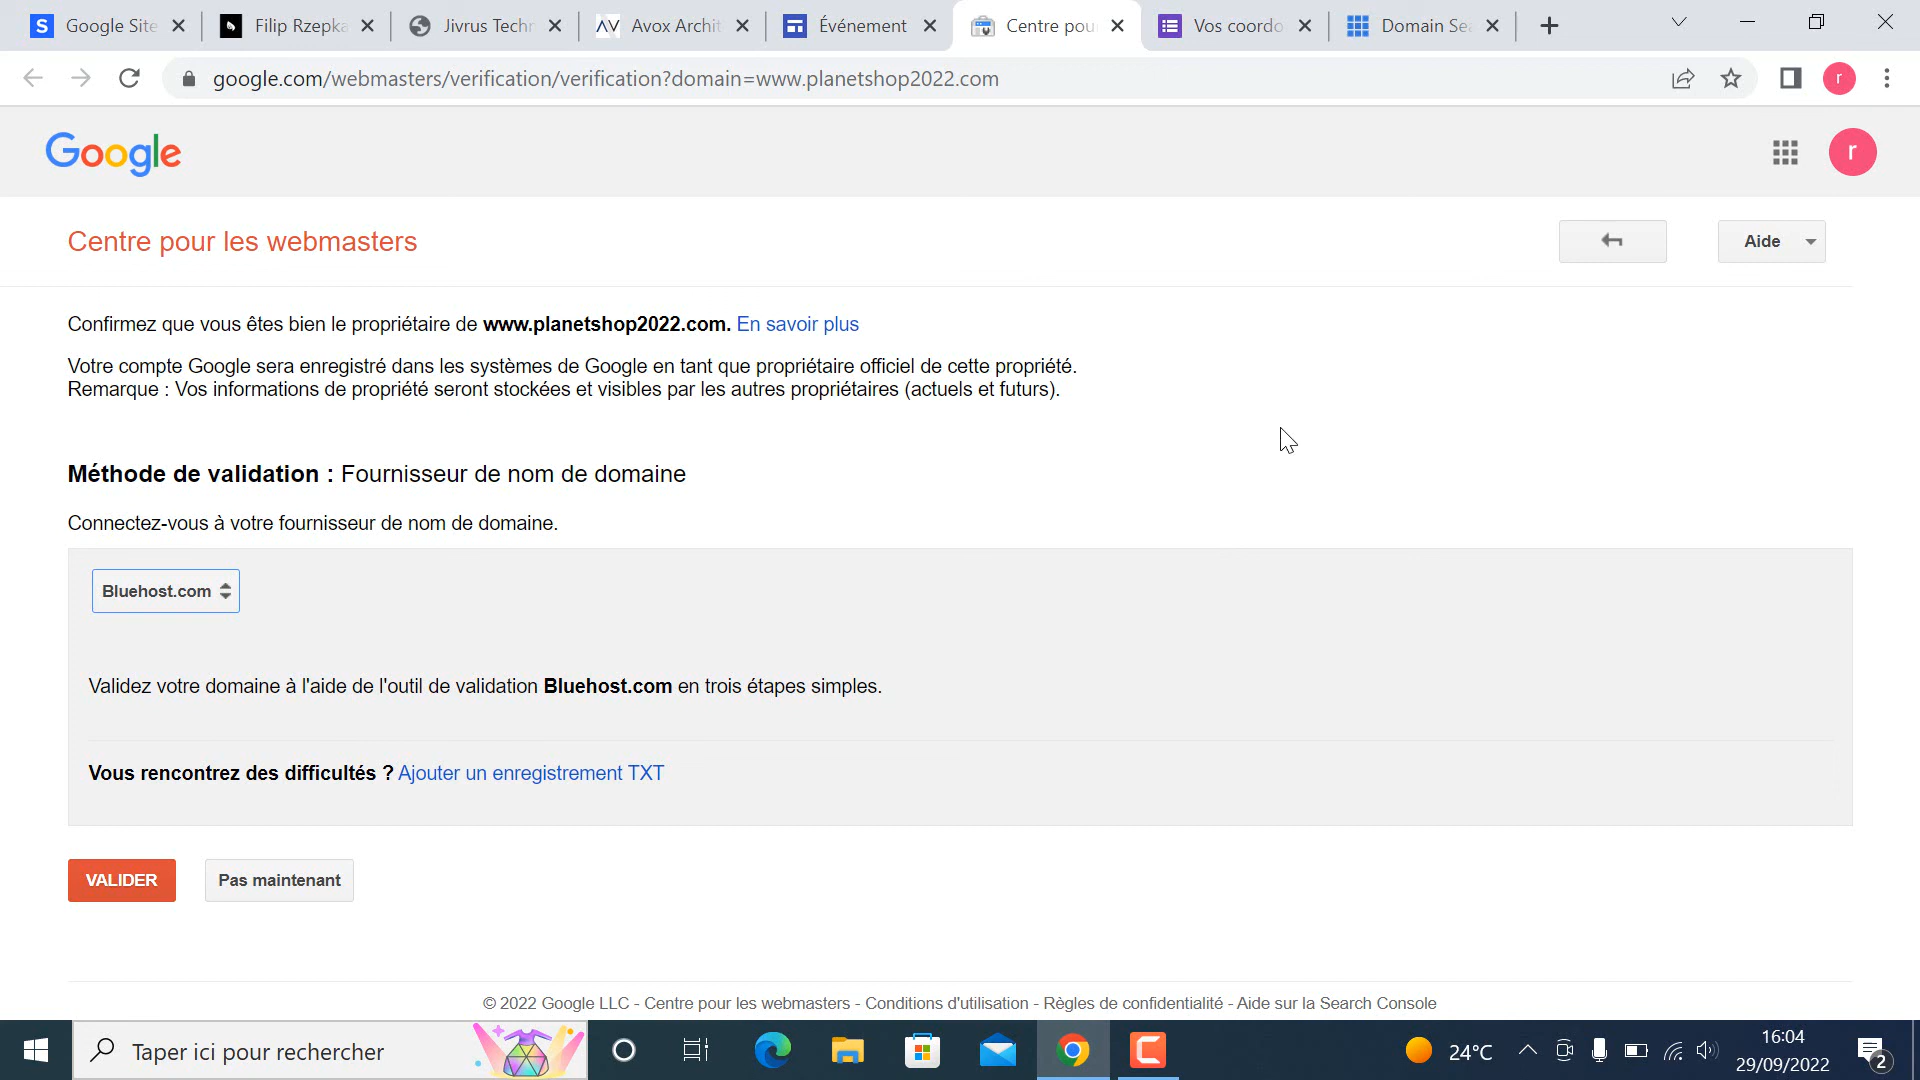 Google Site
Filip Rzepka
Jivrus Techn
Avox Archit
Événement
Centre pou
Vos coordo
Domain Sea
google.com/webmasters/verification/verification?domain=www.planetshop2022.com
r
Google
r
Centre pour les webmasters
Aide
Confirmez que vous êtes bien le propriétaire de www.planetshop2022.com. En savoir plus
Votre compte Google sera enregistré dans les systèmes de Google en tant que propriétaire officiel de cette propriété.
Remarque : Vos informations de propriété seront stockées et visibles par les autres propriétaires (actuels et futurs).
Méthode de validation : Fournisseur de nom de domaine
Connectez-vous à votre fournisseur de nom de domaine.
Bluehost.com
Validez votre domaine à l'aide de l'outil de validation Bluehost.com en trois étapes simples.
Vous rencontrez des difficultés ? Ajouter un enregistrement TXT
VALIDER
Pas maintenant
© 2022 Google LLC - Centre pour les webmasters - Conditions d'utilisation - Règles de confidentialité - Aide sur la Search Console
Taper ici pour rechercher
24°C
16:04
29/09/2022
2